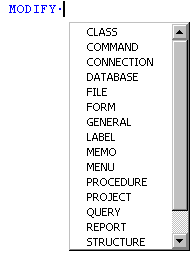 MODIFY·
CLASS
COMMAND
CONNECTION
DATABASE
FILE
FORM
GENERAL
LABEL
MEMO
MENU
PROCEDURE
PROJECT
QUERY
REPORT
STRUCTURE